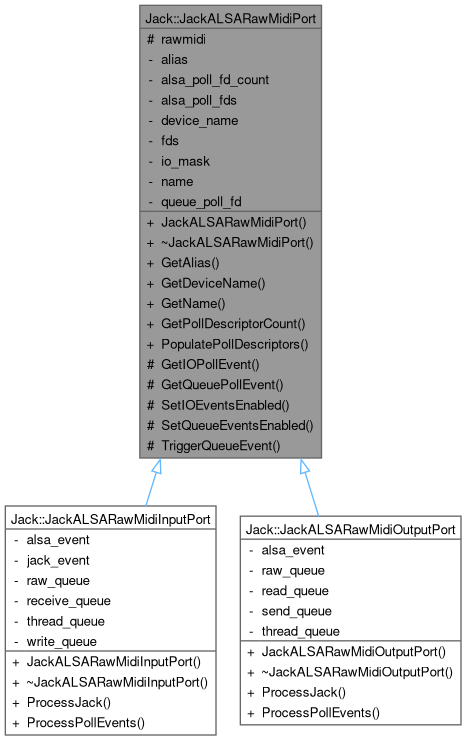 Jack::JackALSARawMidiPort
# rawmidi
- alias
- alsa_poll_fd_count
- alsa_poll_fds
- device_name
- fds
- io_mask
- name
- queue_poll_fd
+ JackALSARawMidiPort()
+ ~JackALSARawMidiPort()
+ GetAlias()
+ GetDeviceName()
+ GetName()
+ GetPollDescriptorCount()
+ PopulatePollDescriptors()
# GetIOPollEvent()
# GetQueuePollEvent()
# SetIOEventsEnabled()
# SetQueueEventsEnabled()
# TriggerQueueEvent()
Jack::JackALSARawMidiInputPort
- alsa_event
- jack_event
- raw_queue
- receive_queue
- thread_queue
- write_queue
+ JackALSARawMidiInputPort()
+ ~JackALSARawMidiInputPort()
+ ProcessJack()
+ ProcessPollEvents()
Jack::JackALSARawMidiOutputPort
- alsa_event
- raw_queue
- read_queue
- send_queue
- thread_queue
+ JackALSARawMidiOutputPort()
+ ~JackALSARawMidiOutputPort()
+ ProcessJack()
+ ProcessPollEvents()